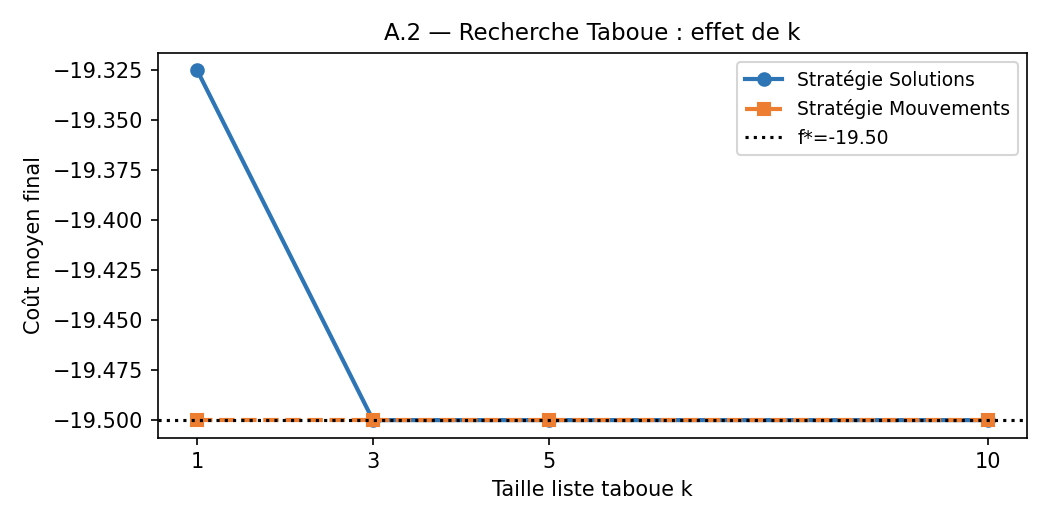 A.2 — Recherche Taboue : effet de k
Coût moyen final
−19.325
−19.350
−19.375
−19.400
−19.425
−19.450
−19.475
−19.500
Stratégie Solutions
Stratégie Mouvements
f*=-19.50
1
3
5
10
Taille liste taboue k